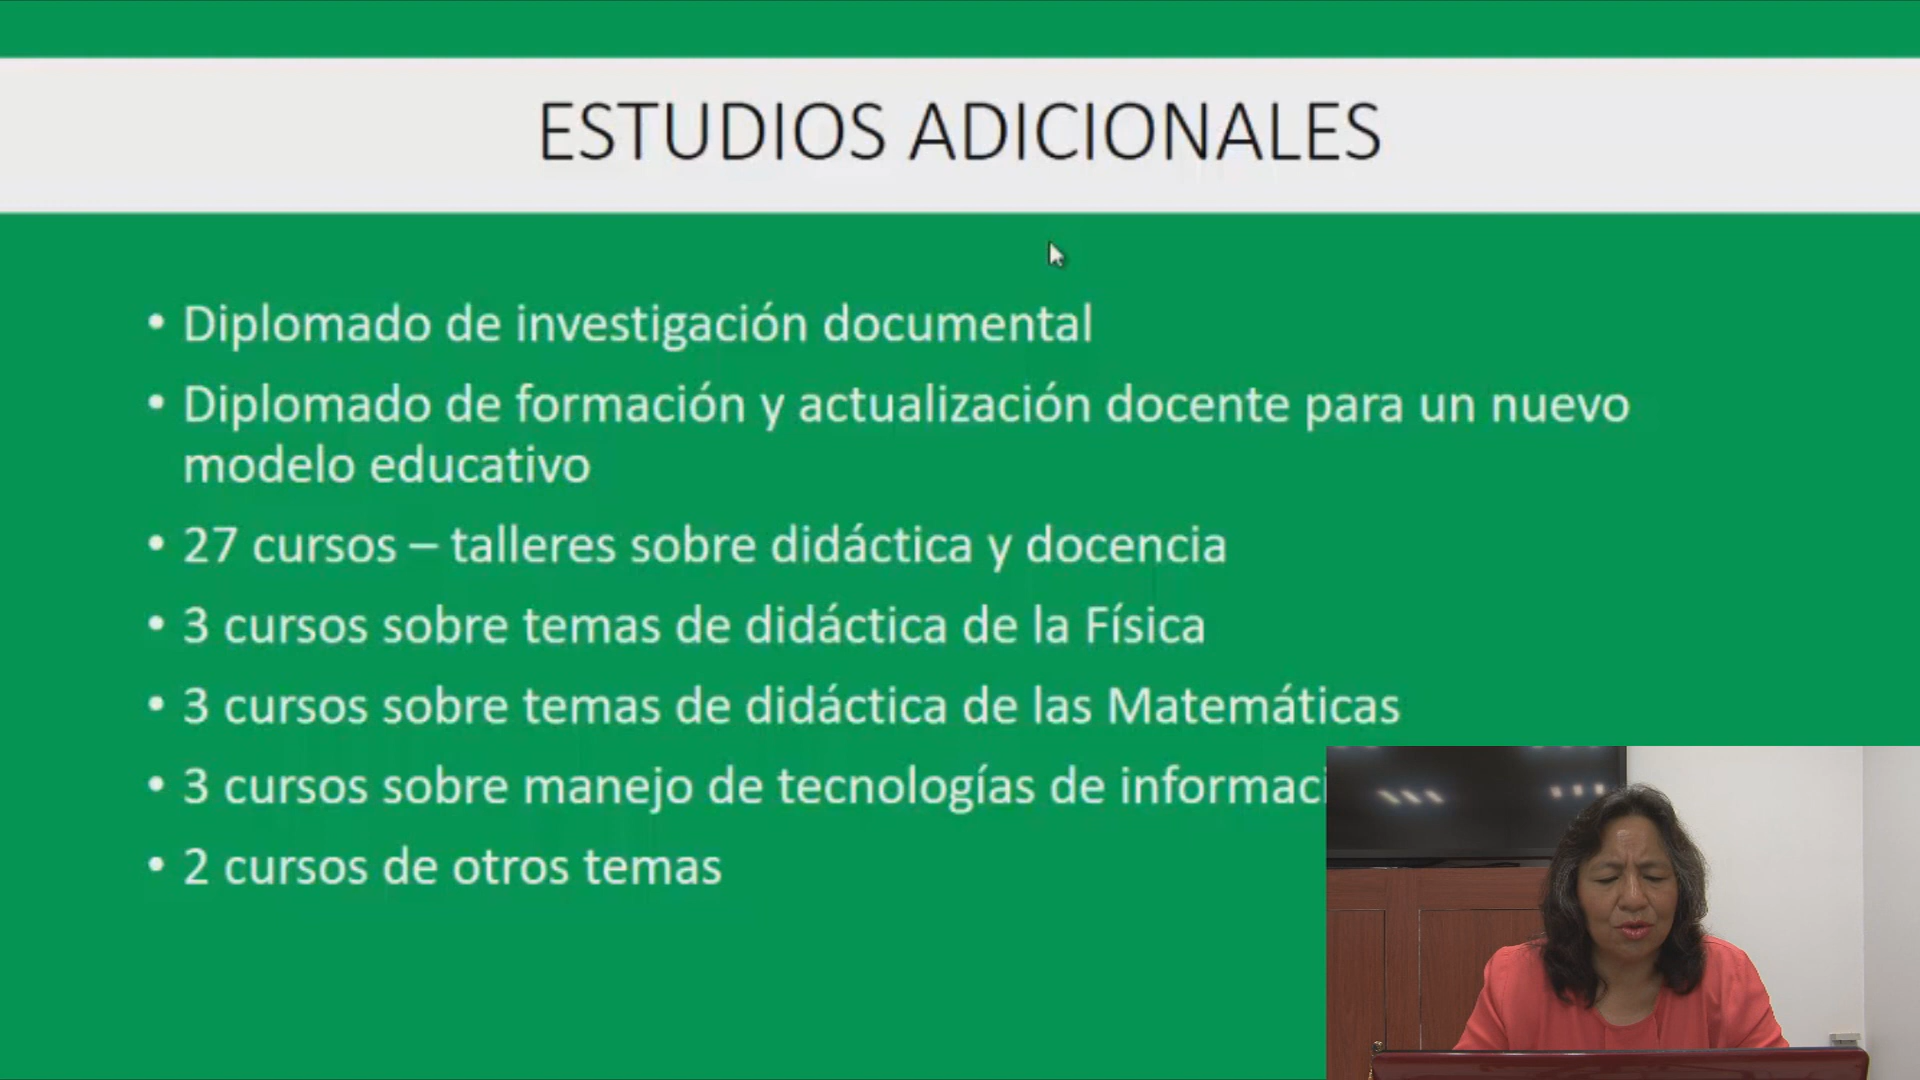 ESTUDIOS ADICIONALES
• Diplomado de investigación documental
• Diplomado de formación y actualización docente para un nuevo
modelo educativo
• 27 cursos – talleres sobre didáctica y docencia
• 3 cursos sobre temas de didáctica de la Física
• 3 cursos sobre temas de didáctica de las Matemáticas
• 3 cursos sobre manejo de tecnologías de
• 2 cursos de otros temas